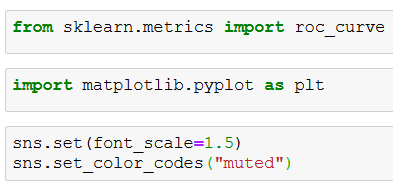 from sklearn.metrics import roc_curve
import matplotlib.pyplot as plt
sns.set(font_scale=1.5)
sns.set_color_codes("muted")